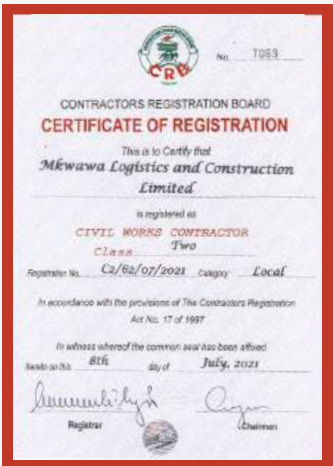 CRB
No. 7069
CONTRACTORS REGISTRATION BOARD
CERTIFICATE OF REGISTRATION
This is to Certify that
Mkwawa Logistics and Construction
Limited
is registered as
CIVIL WORKS CONTRACTOR
Class Two
Registration No. C2/62/07/2021 Category Local
In accordance with the provisions of The Contractors Registration
Act No. 17 of 1997
In witness whereof the common seal has been affixed
hereto on this 8th day of July, 2021
Registrar Chairman